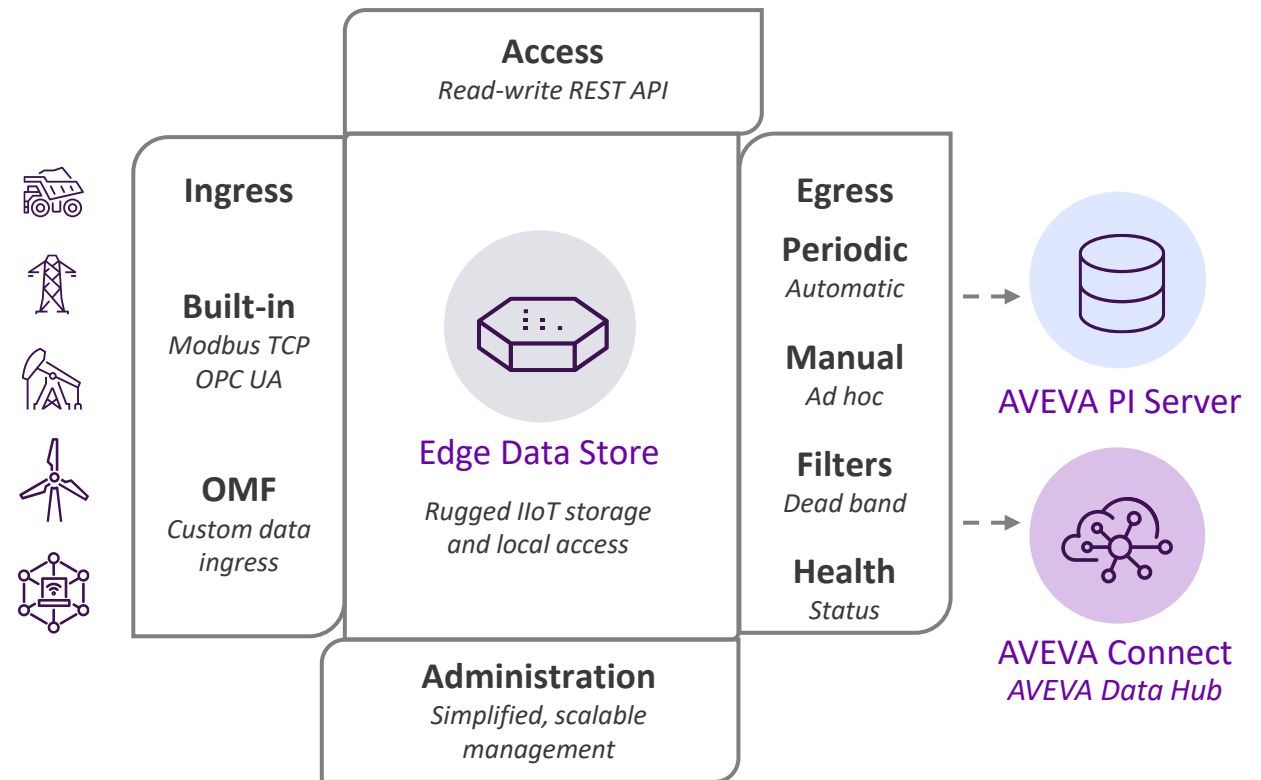 Access
Read-write REST API
Ingress
Built-in
Modbus TCP
OPC UA
OMF
Custom data
ingress
Edge Data Store
Rugged IIoT storage
and local access
Egress
Periodic
Automatic
Manual
Ad hoc
Filters
Dead band
Health
Status
AVEVA PI Server
AVEVA Connect
AVEVA Data Hub
Administration
Simplified, scalable
management